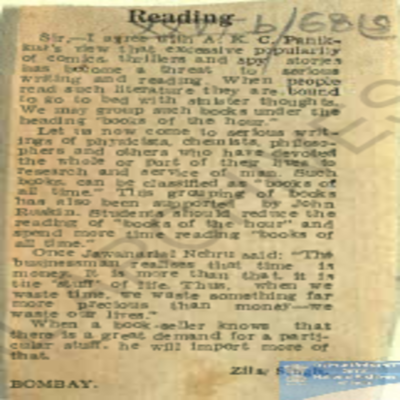 Reading
Sir,—I agree with A. K. C. Panik-
kar's view that excessive popularity
of comics, thrillers and spy stories
has become a threat to serious
writing and reading. When people
read such literature they are bound
to go to bed with sinister thoughts.
We may group such books under the
heading "books of the hour."
Let us now come to serious writ-
ings of physicists, chemists, philoso-
phers and others who have devoted
the whole or part of their lives to
research and service of man. Such
books, can be classified as "books of
all time." This grouping of books
has also been supported by John
Ruskin. Students should reduce the
reading of "books of the hour" and
spend more time reading "books of
all time."
Once Jawaharlal Nehru said: "The
businessman realises that time is
money. It is more than that, it is
the "stuff" of life. Thus, when we
waste time, we waste something far
more precious than money—we
waste our lives."
When a book-seller knows that
there is a great demand for a parti-
cular stuff, he will import more of
that.
BOMBAY.